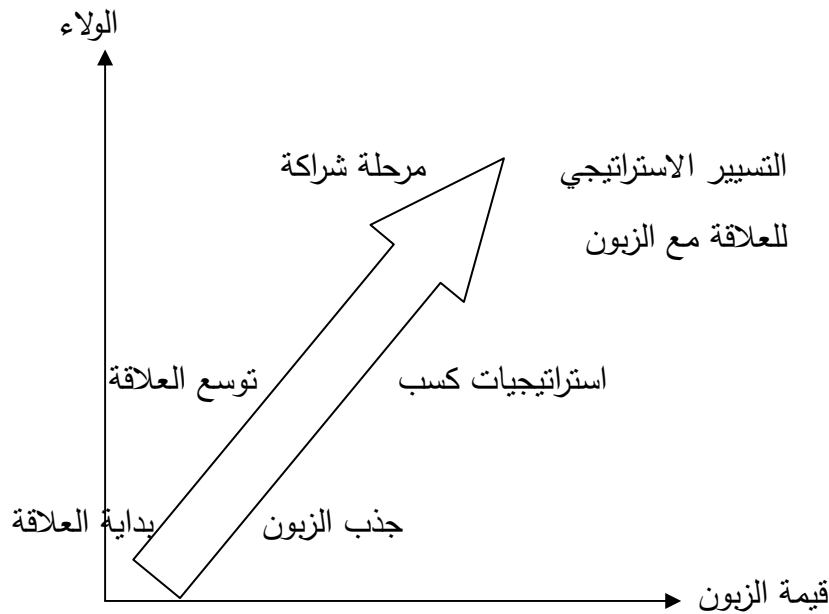 الولاء
التسيير الاستراتيجي
مرحلة شراكة
للعلاقة مع الزبون
استراتيجيات كسب
توسع العلاقة
جذب الزبون
بداية العلاقة
قيمة الزبون